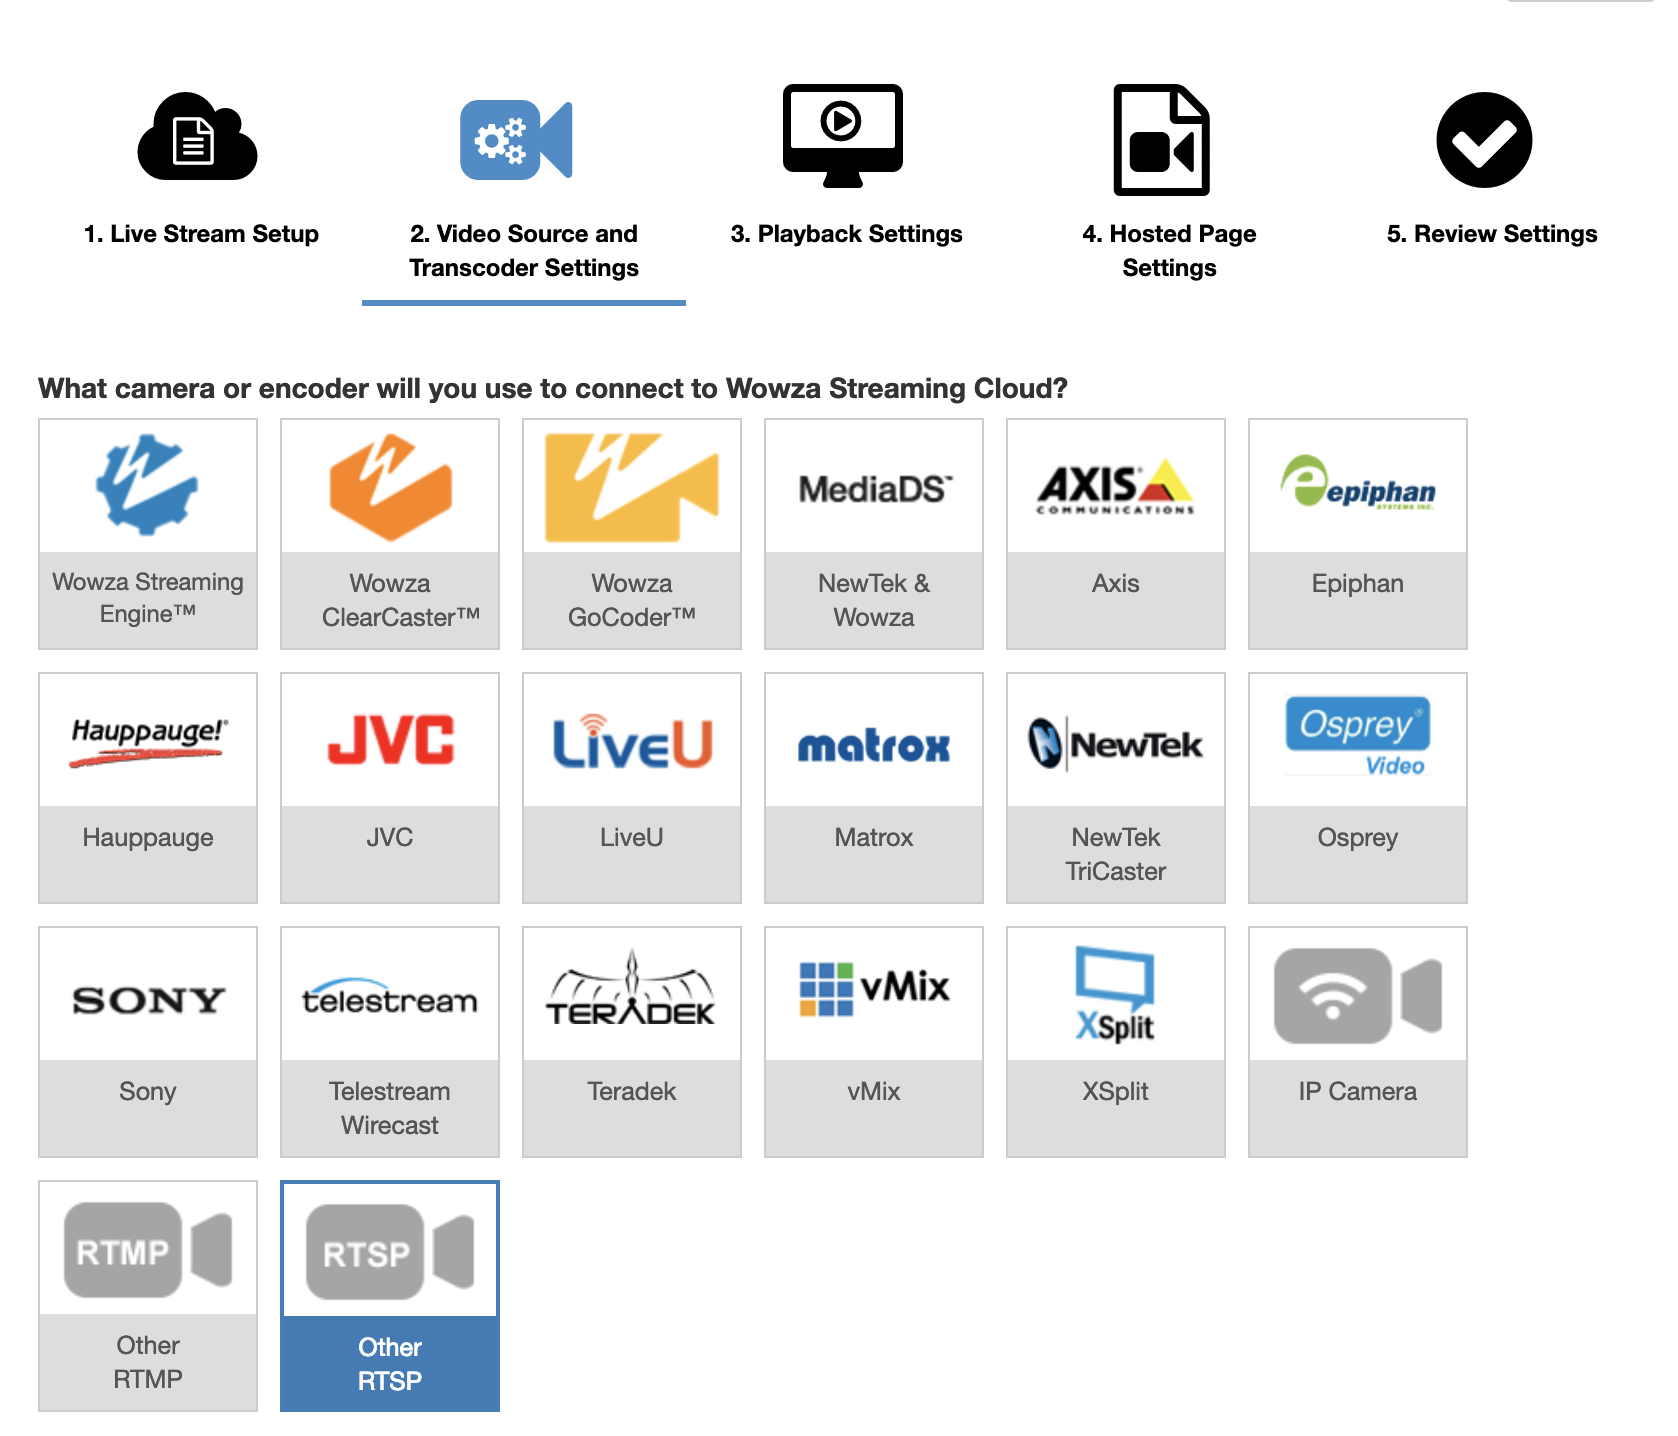 1. Live Stream Setup
2. Video Source and
Transcoder Settings
3. Playback Settings
4. Hosted Page
Settings
5. Review Settings
What camera or encoder will you use to connect to Wowza Streaming Cloud?
Wowza Streaming
Engine™
Wowza
ClearCaster™
Wowza
GoCoder™
MediaDS™
NewTek &
Wowza
AXIS®
COMMUNICATIONS
Axis
epiphan
SYSTEMS INC.
Epiphan
Hauppauge!®
Hauppauge
JVC
JVC
LiveU
LiveU
matrox
Matrox
N NewTek
NewTek
TriCaster
Osprey®
Video
Osprey
SONY
Sony
telestream
Telestream
Wirecast
TERADEK
Teradek
vMix
vMix
XSplit
XSplit
IP Camera
RTMP
Other
RTMP
RTSP
Other
RTSP